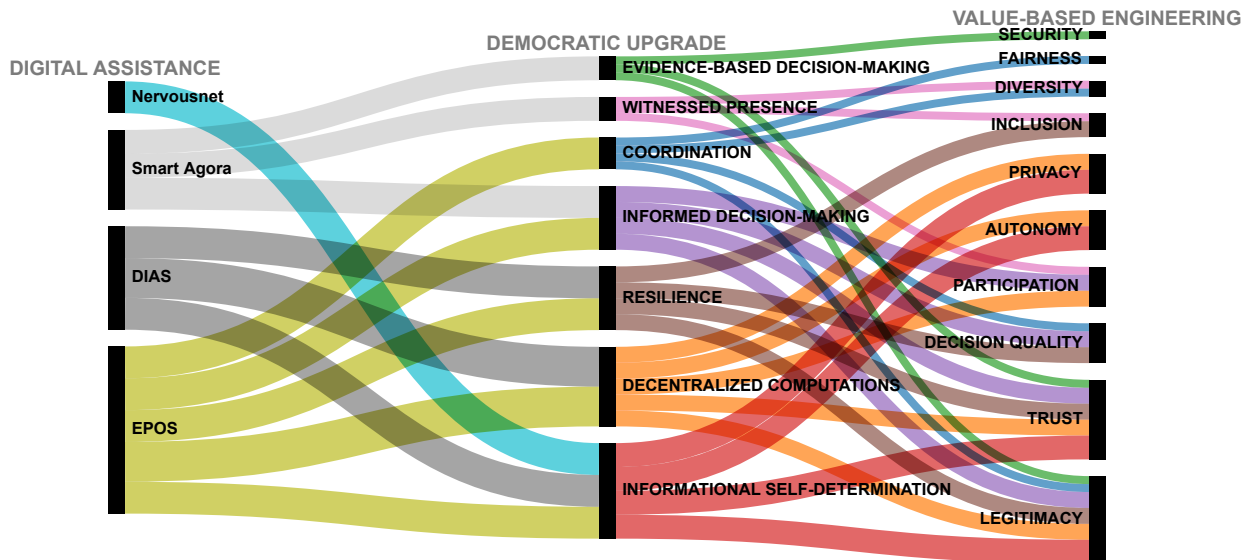 DIGITAL ASSISTANCE
Nervousnet
Smart Agora
DIAS
EPOS
DEMOCRATIC UPGRADE
EVIDENCE-BASED DECISION-MAKING
WITNESSED PRESENCE
COORDINATION
INFORMED DECISION-MAKING
RESILIENCE
DECENTRALIZED COMPUTATIONS
INFORMATIONAL SELF-DETERMINATION
VALUE-BASED ENGINEERING
SECURITY
FAIRNESS
DIVERSITY
INCLUSION
PRIVACY
AUTONOMY
PARTICIPATION
DECISION QUALITY
TRUST
LEGITIMACY